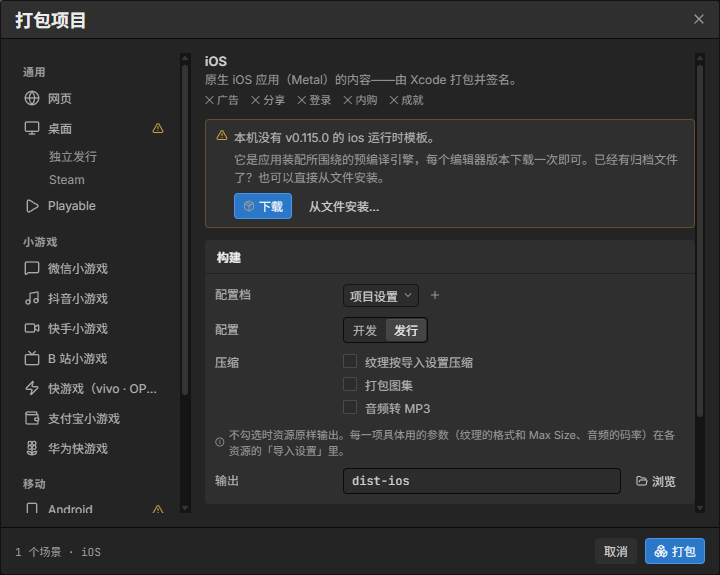 打包项目
通用
网页
桌面
独立发行
Steam
Playable
小游戏
微信小游戏
抖音小游戏
快手小游戏
B 站小游戏
快游戏（vivo · OP...
支付宝小游戏
华为快游戏
移动
Android
iOS
原生 iOS 应用（Metal）的内容——由 Xcode 打包并签名。
广告 分享 登录 内购 成就
本机没有 v0.115.0 的 ios 运行时模板。
它是应用装配所围绕的预编译引擎，每个编辑器版本下载一次即可。已经有归档文件
了？也可以直接从文件安装。
下载 从文件安装...
构建
配置档 项目设置
配置 开发 发行
压缩 纹理按导入设置压缩
打包图集
音频转 MP3
不勾选时资源原样输出。每一项具体用的参数（纹理的格式和 Max Size、音频的码率）在各
资源的「导入设置」里。
输出 dist-ios 浏览
1 个场景 · iOS 取消 打包